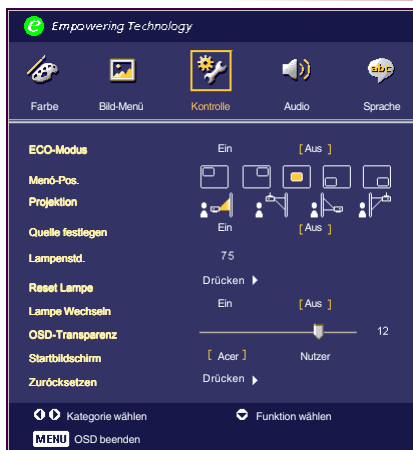 e Empowering Technology
abc
Farbe Bild-Menü Kontrolle Audio Sprache
ECO-Modus Ein [ Aus ]
Menó-Pos.
Projektion
Quelle festlegen Ein [ Aus ]
Lampenstd. 75
Reset Lampe Drücken
Lampe Wechseln Ein [ Aus ]
OSD-Transparenz 12
Startbildschirm [ Acer ] Nutzer
Zurócksetzen Drücken
Kategorie wählen Funktion wählen
MENU OSD beenden